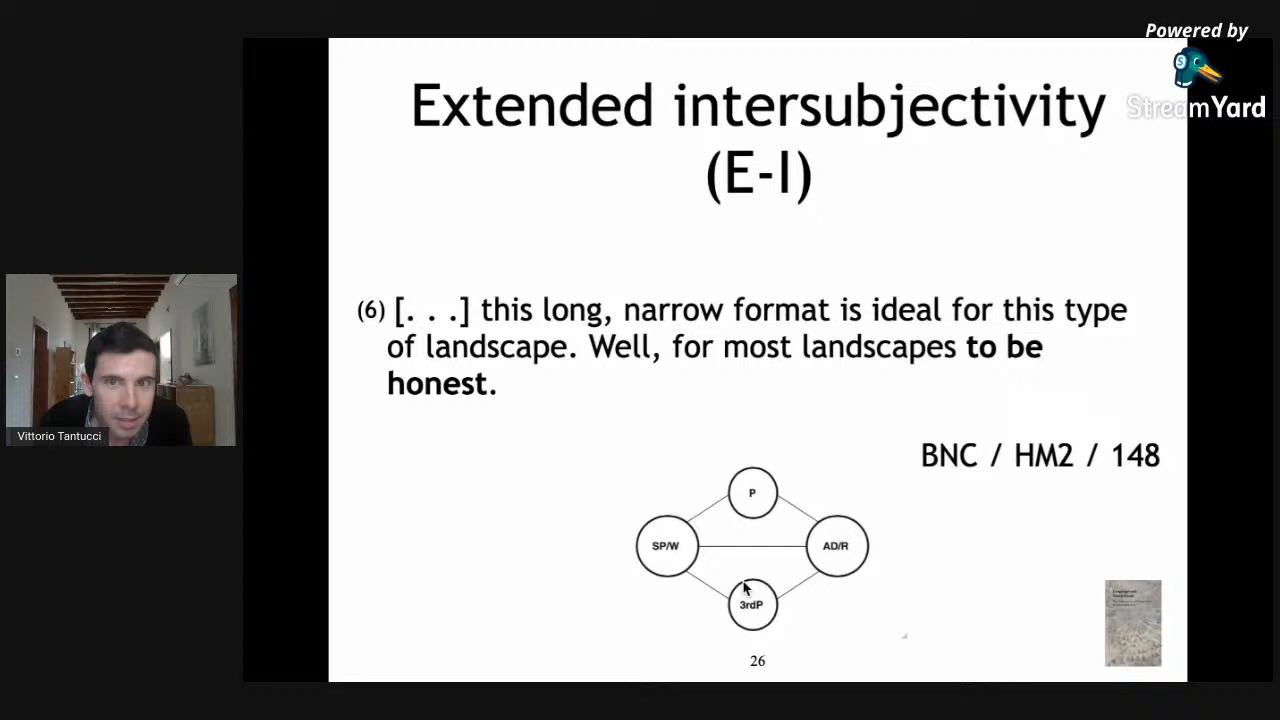 Powered by
StreamYard
Extended intersubjectivity
(E-I)
(6) [. . .] this long, narrow format is ideal for this type
of landscape. Well, for most landscapes to be
honest.
BNC / HM2 / 148
P
SP/W
AD/R
3rdP
26
Vittorio Tantucci